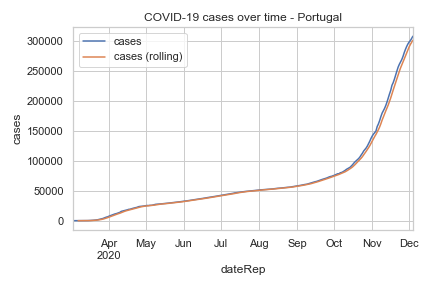 COVID-19 cases over time - Portugal
cases
cases (rolling)
300000
250000
200000
150000
100000
50000
0
cases
Apr May Jun Jul Aug Sep Oct Nov Dec
2020
dateRep